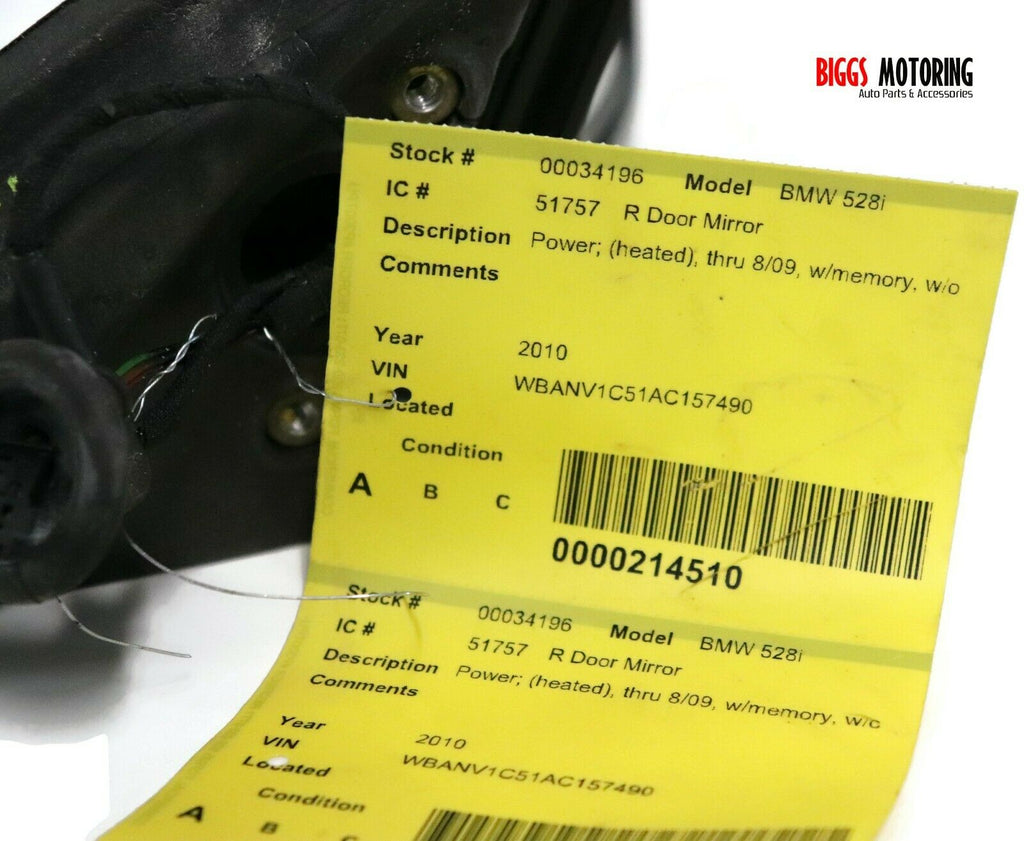 BIGGS MOTORING
Auto Parts & Accessories
Stock # 00034196 Model BMW 528i
IC # 51757 R Door Mirror
Description Power; (heated), thru 8/09, w/memory, w/o
Comments
Year 2010
VIN WBANV1C51AC157490
Located
Condition
A B C
0000214510
Stock # 00034196 Model BMW 528i
IC # 51757 R Door Mirror
Description Power; (heated), thru 8/09, w/memory, w/o
Comments
Year 2010
VIN WBANV1C51AC157490
Located
Condition
A B C